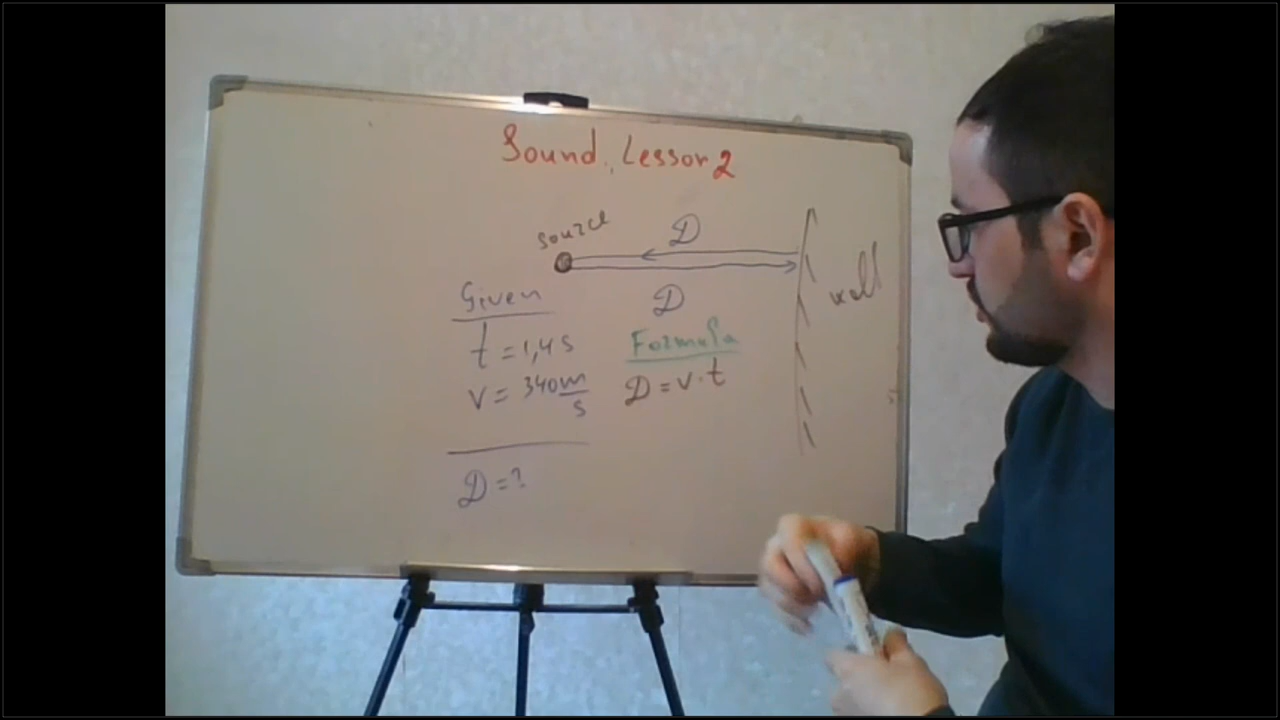 Sound, Lesson 2
source
D
D
wall
Given
t = 1,4 s
v = 340 m/s
D = ?
Formula
D = v · t